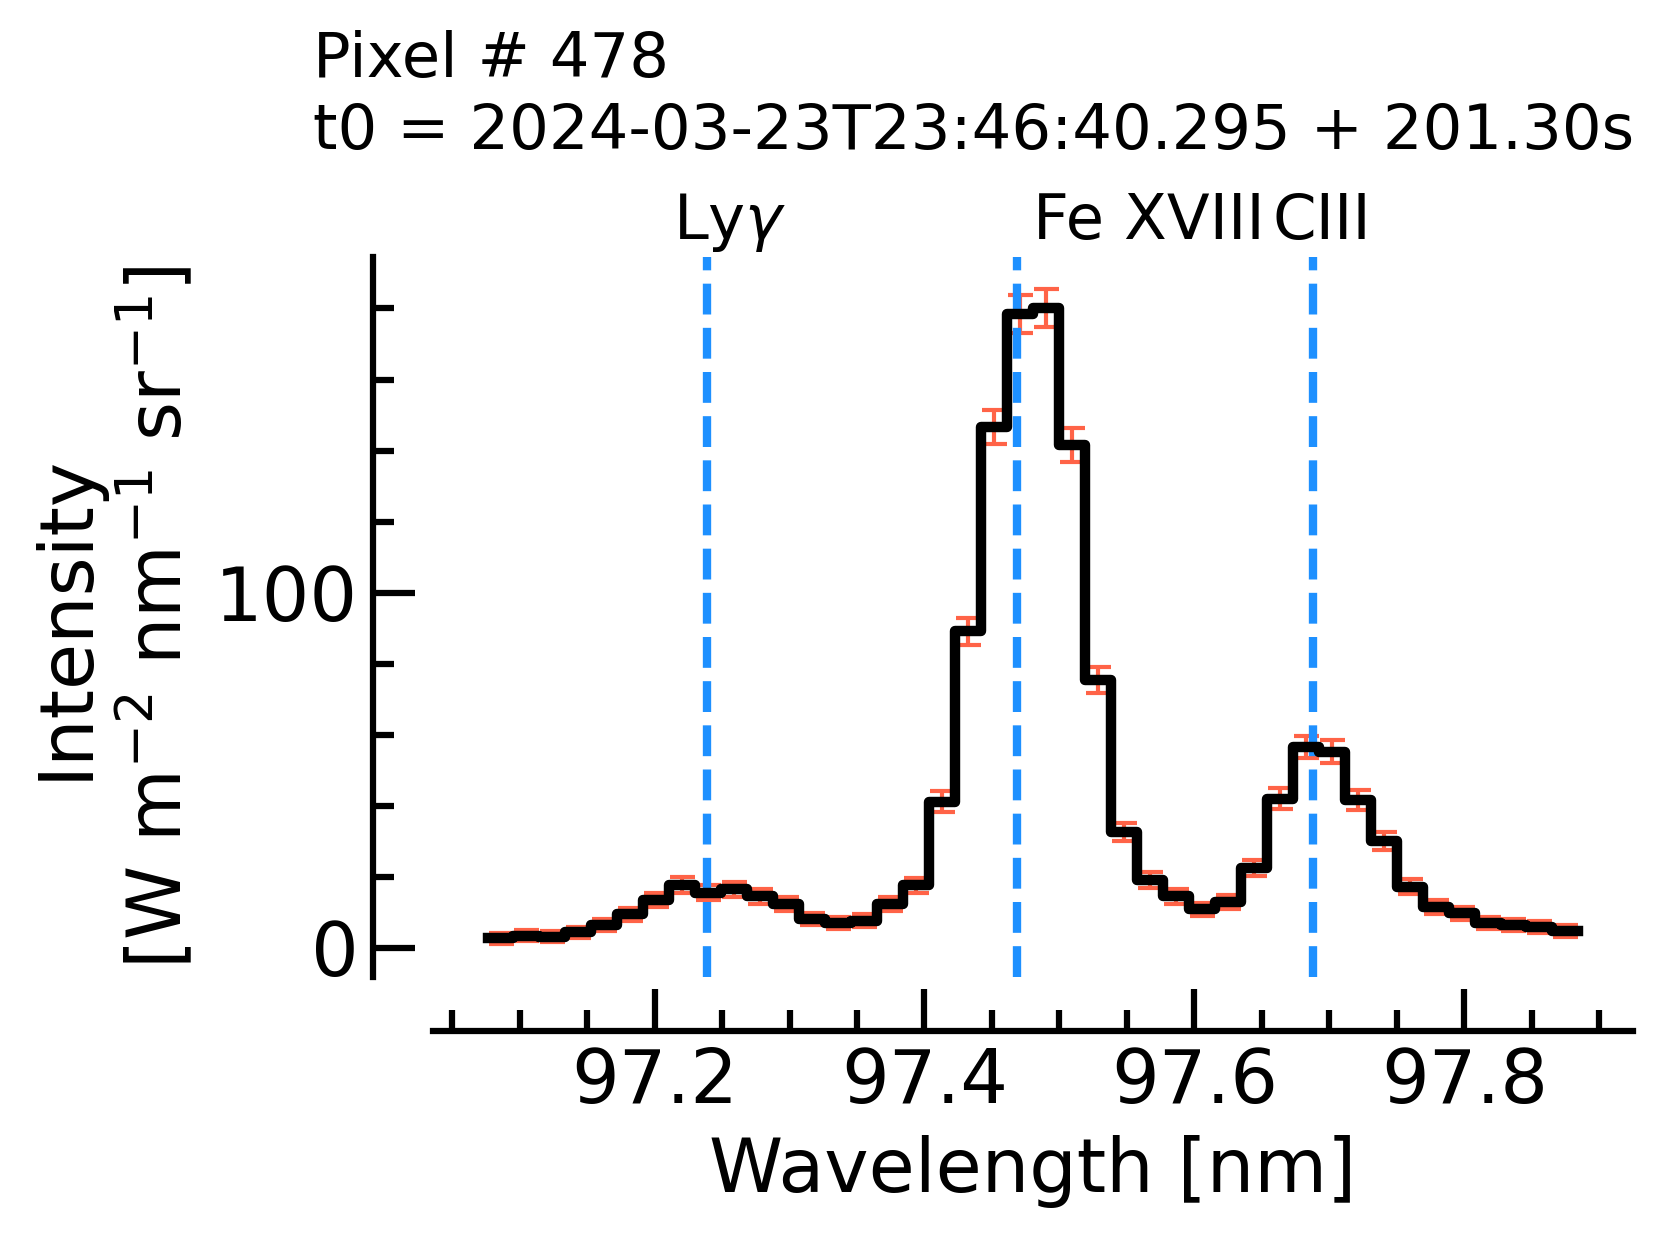 Pixel # 478
t0 = 2024-03-23T23:46:40.295 + 201.30s
Lyγ Fe XVIII CIII
Intensity
[W m⁻² nm⁻¹ sr⁻¹]
100
0
97.2 97.4 97.6 97.8
Wavelength [nm]